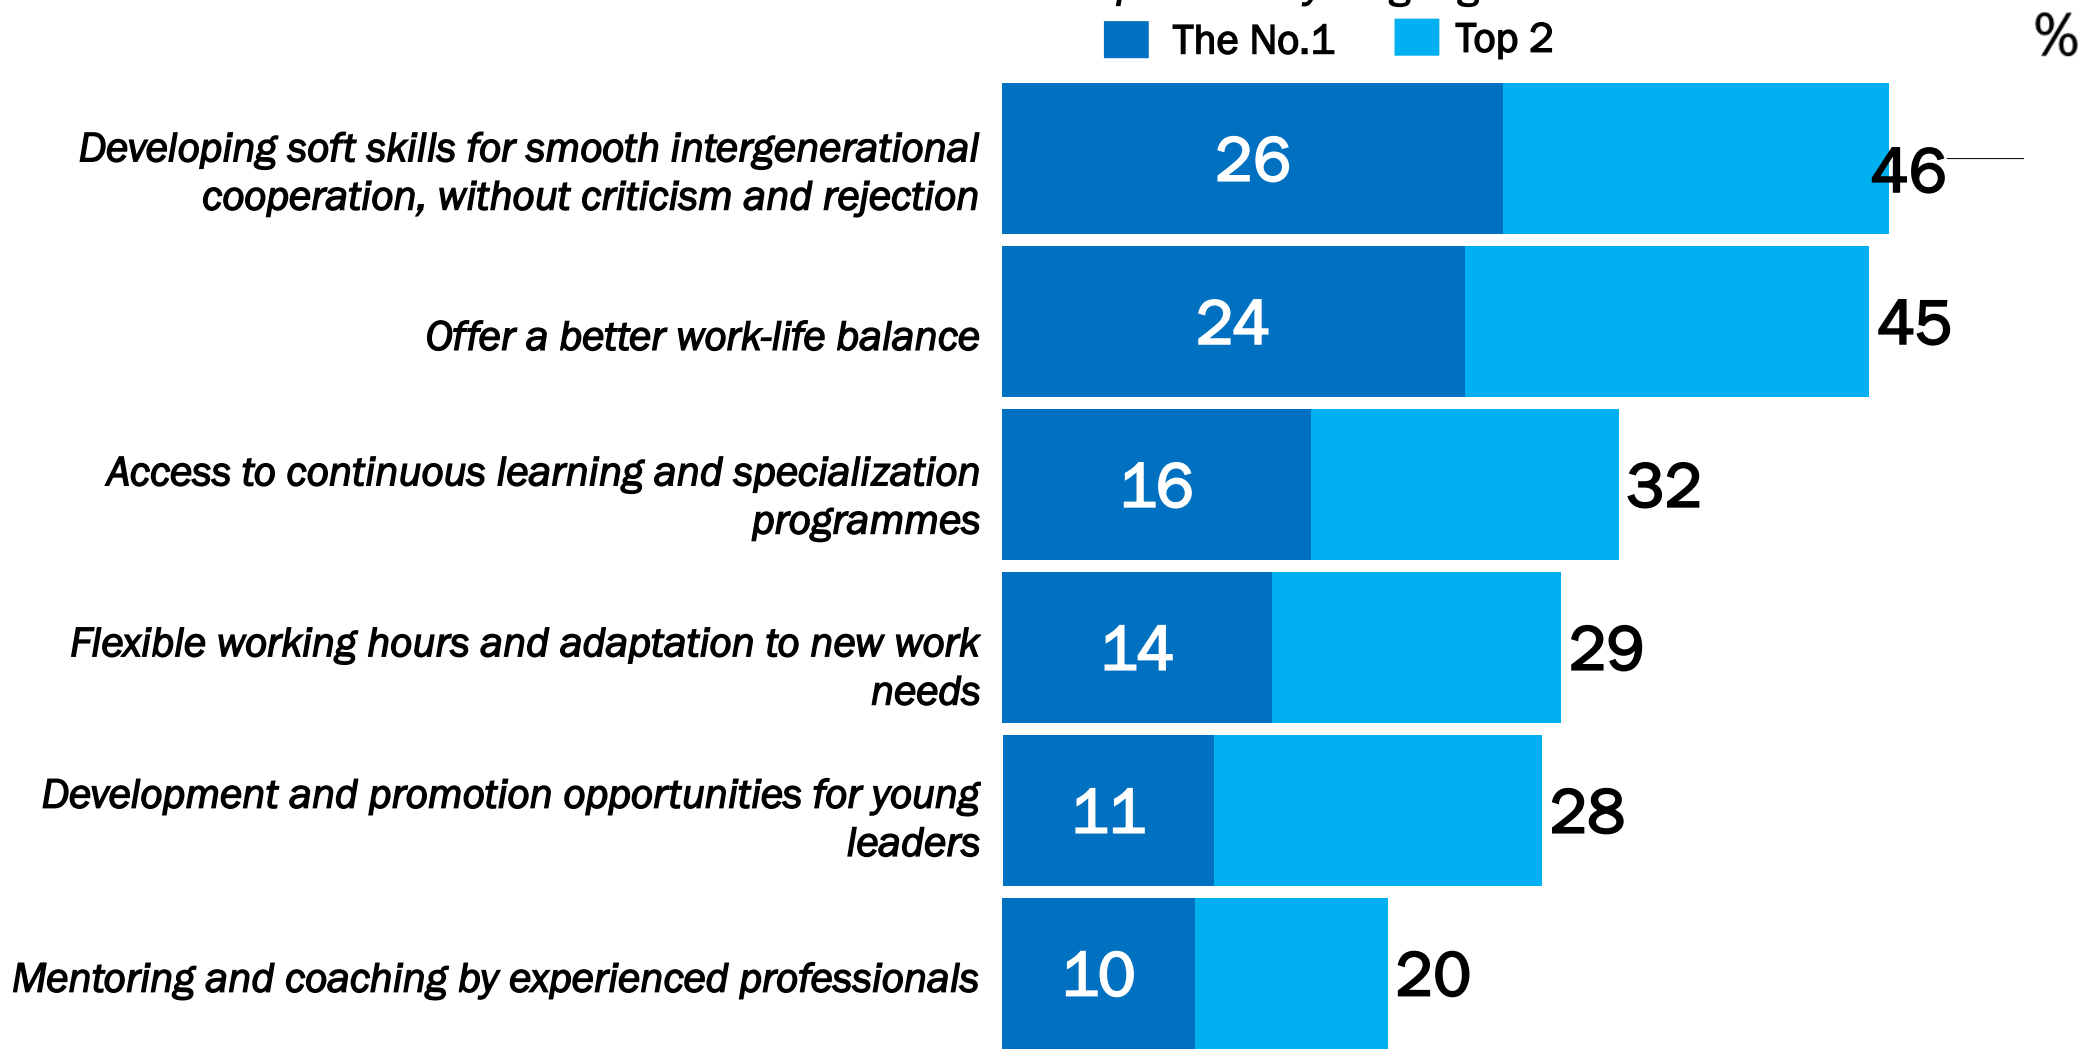 The No.1 Top 2 %
Developing soft skills for smooth intergenerational
cooperation, without criticism and rejection
26 46
Offer a better work-life balance
24 45
Access to continuous learning and specialization
programmes
16 32
Flexible working hours and adaptation to new work
needs
14 29
Development and promotion opportunities for young
leaders
11 28
Mentoring and coaching by experienced professionals
10 20